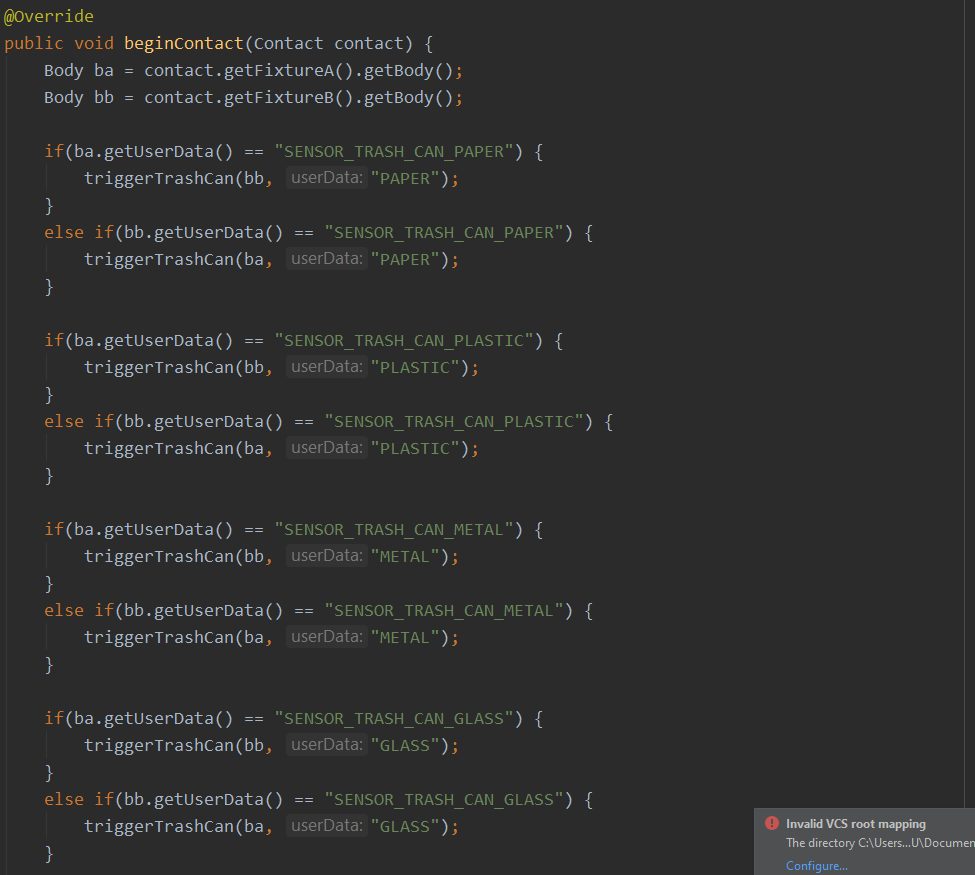 @Override
public void beginContact(Contact contact) {
    Body ba = contact.getFixtureA().getBody();
    Body bb = contact.getFixtureB().getBody();
    if(ba.getUserData() == "SENSOR_TRASH_CAN_PAPER") {
        triggerTrashCan(bb, userData: "PAPER");
    }
    else if(bb.getUserData() == "SENSOR_TRASH_CAN_PAPER") {
        triggerTrashCan(ba, userData: "PAPER");
    }
    if(ba.getUserData() == "SENSOR_TRASH_CAN_PLASTIC") {
        triggerTrashCan(bb, userData: "PLASTIC");
    }
    else if(bb.getUserData() == "SENSOR_TRASH_CAN_PLASTIC") {
        triggerTrashCan(ba, userData: "PLASTIC");
    }
    if(ba.getUserData() == "SENSOR_TRASH_CAN_METAL") {
        triggerTrashCan(bb, userData: "METAL");
    }
    else if(bb.getUserData() == "SENSOR_TRASH_CAN_METAL") {
        triggerTrashCan(ba, userData: "METAL");
    }
    if(ba.getUserData() == "SENSOR_TRASH_CAN_GLASS") {
        triggerTrashCan(bb, userData: "GLASS");
    }
    else if(bb.getUserData() == "SENSOR_TRASH_CAN_GLASS") {
        triggerTrashCan(ba, userData: "GLASS");
    }
Invalid VCS root mapping
The directory C:\Users...U\Documen
Configure...